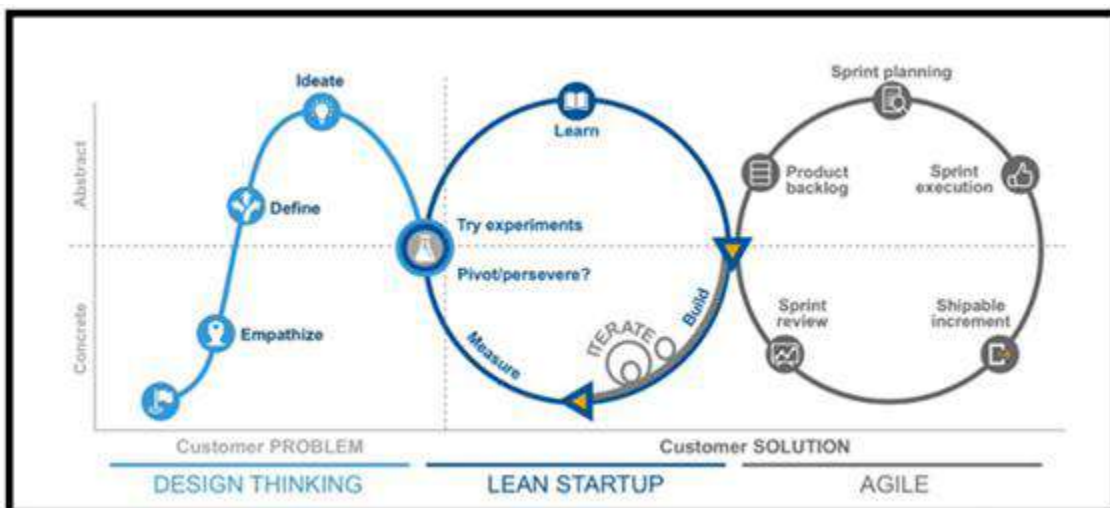 Ideate
Define
Empathize
Abstract
Concrete
Learn
Try experiments
Pivot/persevere?
Measure
ITERATE
Build
Sprint planning
Product
backlog
Sprint
execution
Sprint
review
Shipable
increment
Customer PROBLEM
Customer SOLUTION
DESIGN THINKING
LEAN STARTUP
AGILE